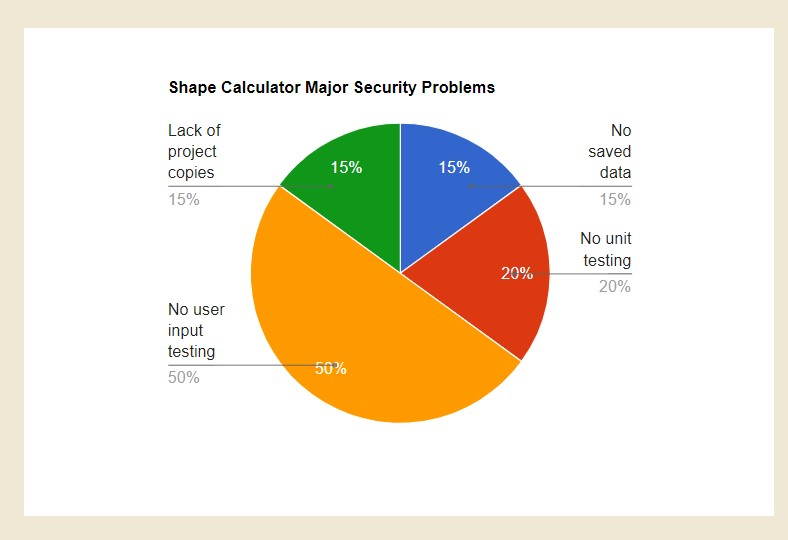 Shape Calculator Major Security Problems
Lack of
project
copies
15%
15%
15%
No
saved
data
15%
No unit
testing
20%
20%
No user
input
testing
50%
50%